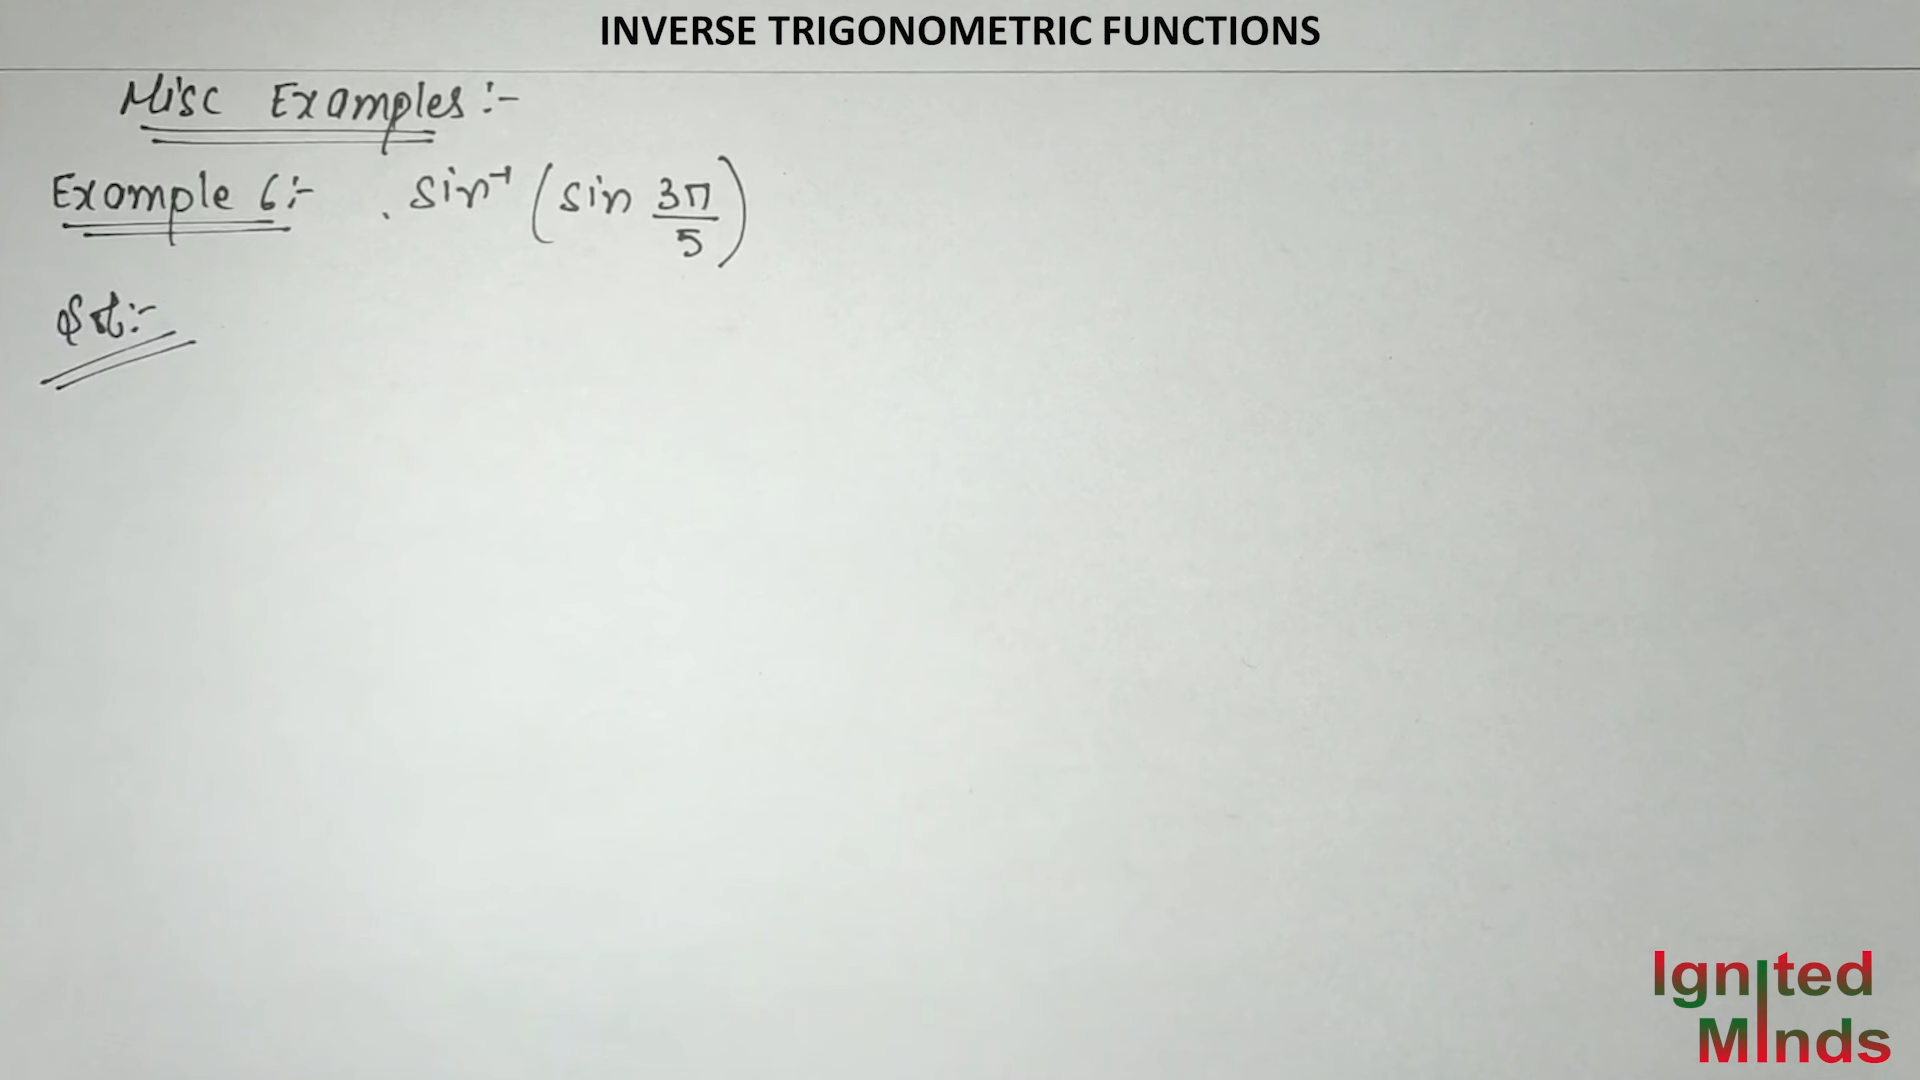 INVERSE TRIGONOMETRIC FUNCTIONS
Misc Examples :-
Example 6 :- . sin⁻¹ (sin 3π/5)
Sol:-
Ignited
Minds